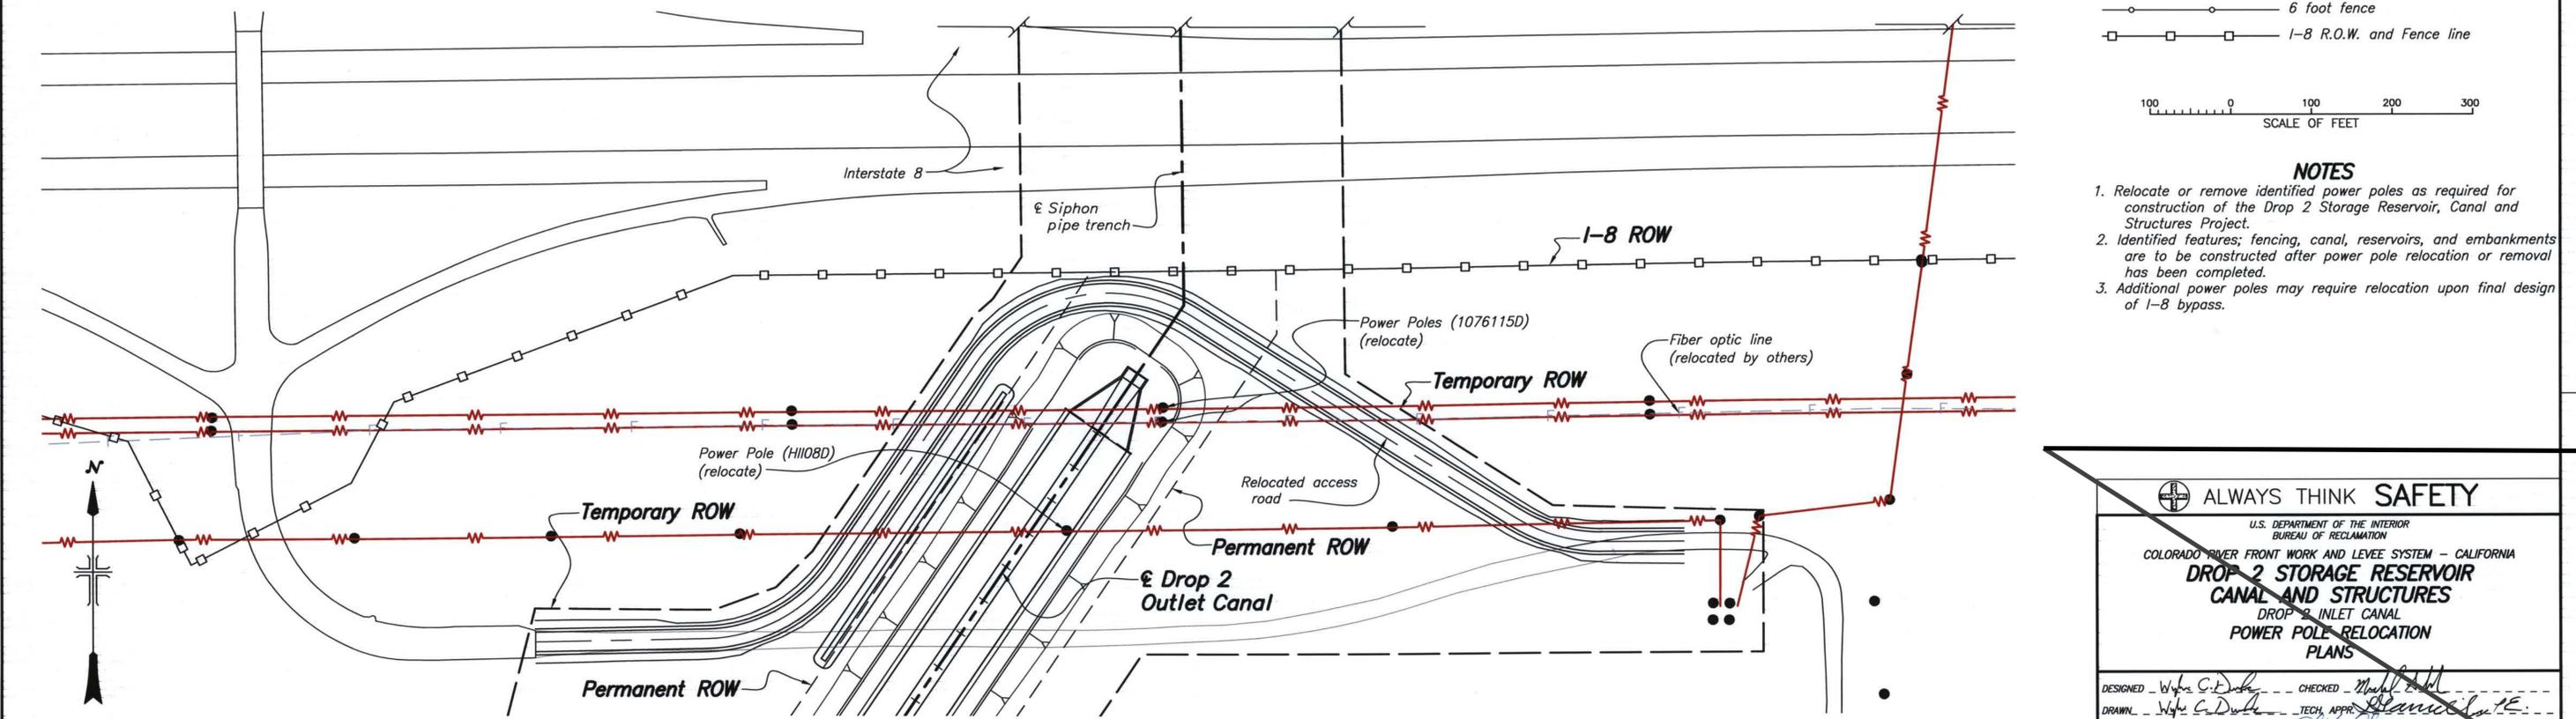 6 foot fence
I-8 R.O.W. and Fence line
100 0 100 200 300
SCALE OF FEET
NOTES
1. Relocate or remove identified power poles as required for
construction of the Drop 2 Storage Reservoir, Canal and
Structures Project.
2. Identified features; fencing, canal, reservoirs, and embankments
are to be constructed after power pole relocation or removal
has been completed.
3. Additional power poles may require relocation upon final design
of I-8 bypass.
Interstate 8
℄ Siphon
pipe trench
I-8 ROW
Power Poles (1076115D)
(relocate)
Fiber optic line
(relocated by others)
Temporary ROW
Power Pole (H1108D)
(relocate)
Relocated access
road
N
Temporary ROW
Permanent ROW
℄ Drop 2
Outlet Canal
Permanent ROW
F F F F F F F F F F F
ALWAYS THINK SAFETY
U.S. DEPARTMENT OF THE INTERIOR
BUREAU OF RECLAMATION
COLORADO RIVER FRONT WORK AND LEVEE SYSTEM - CALIFORNIA
DROP 2 STORAGE RESERVOIR
CANAL AND STRUCTURES
DROP 2 INLET CANAL
POWER POLE RELOCATION
PLANS
DESIGNED CHECKED
DRAWN TECH. APPR. P.E.